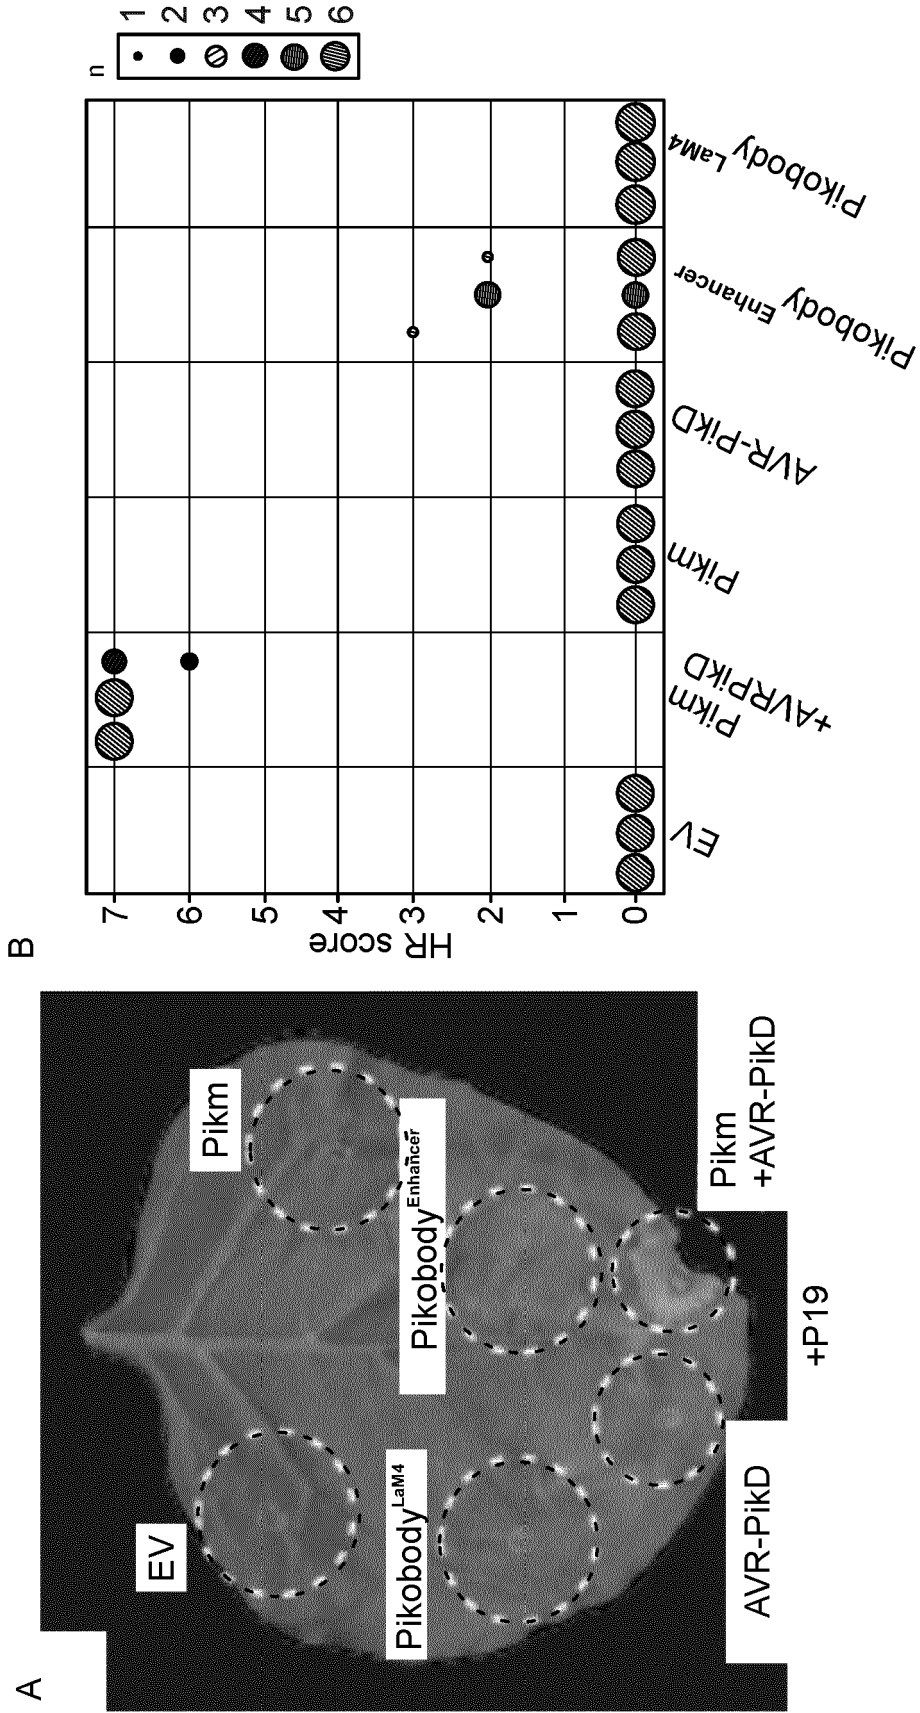 A
EV
Pikm
Pikobody^LaM4
Pikobody^Enhancer
AVR-PikD
Pikm
+AVR-PikD
+P19
B
HR score
7
6
5
4
3
2
1
0
EV
Pikm
+AVRPikD
Pikm
AVR-PikD
Pikobody^Enhancer
Pikobody^LaM4
n
1
2
3
4
5
6